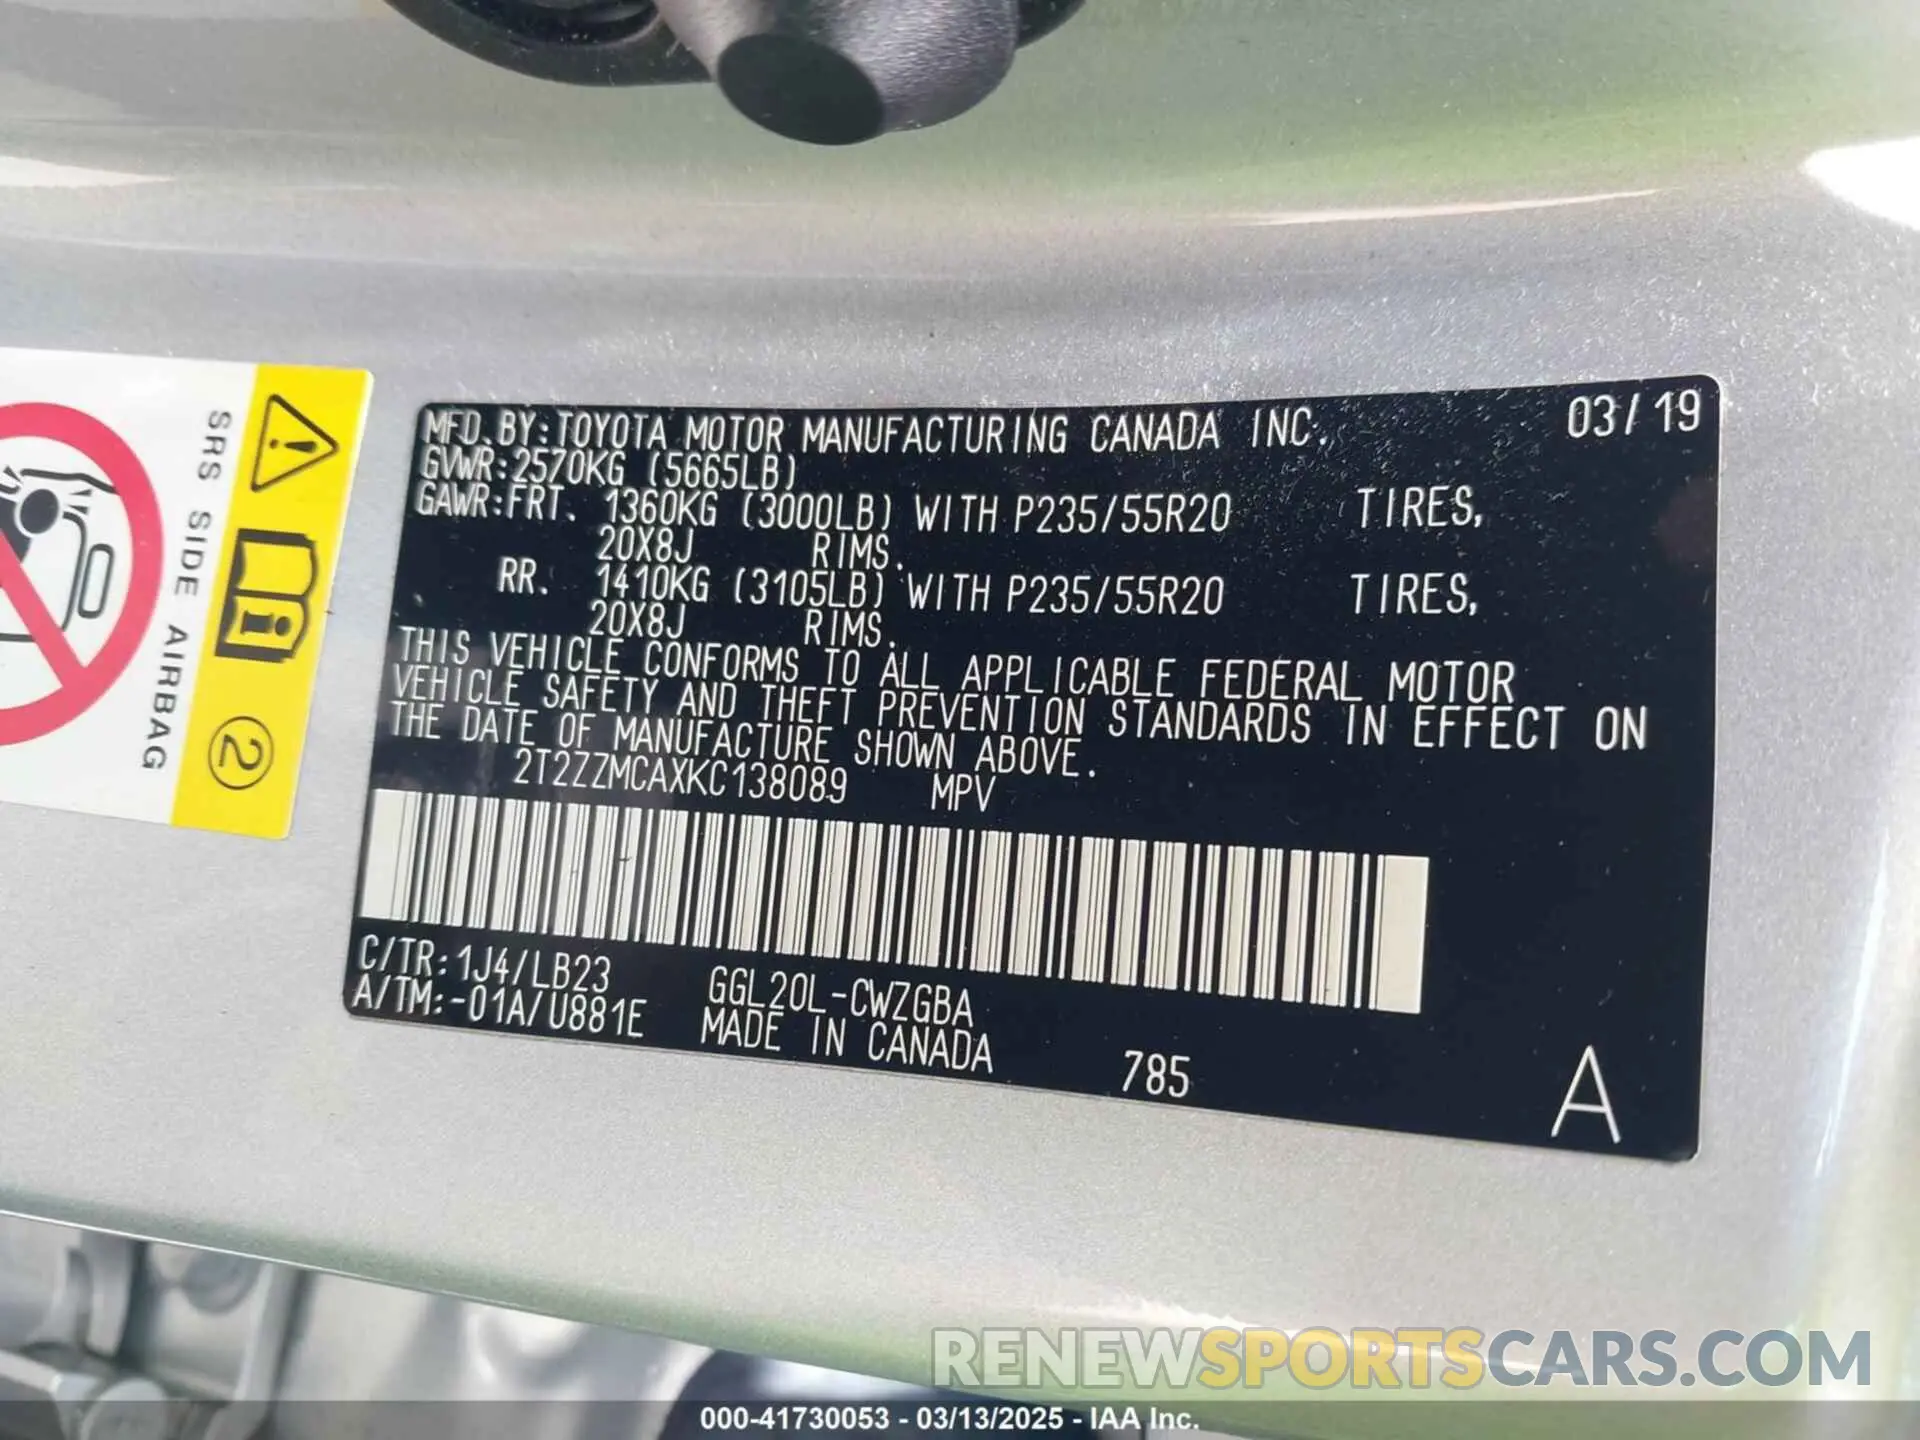 MFD. BY: TOYOTA MOTOR MANUFACTURING CANADA INC. 03/19
GVWR: 2570KG (5665LB)
GAWR: FRT. 1360KG (3000LB) WITH P235/55R20 TIRES,
20X8J RIMS.
RR. 1410KG (3105LB) WITH P235/55R20 TIRES,
20X8J RIMS.
THIS VEHICLE CONFORMS TO ALL APPLICABLE FEDERAL MOTOR
VEHICLE SAFETY AND THEFT PREVENTION STANDARDS IN EFFECT ON
THE DATE OF MANUFACTURE SHOWN ABOVE.
2T2ZZMCAXKC138089 MPV
C/TR: 1J4/LB23 GGL20L-CWZGBA
A/TM: -01A/U881E MADE IN CANADA 785 A
SRS SIDE AIRBAG
2
RENEWSPORTSCARS.COM
000-41730053 - 03/13/2025 - IAA Inc.